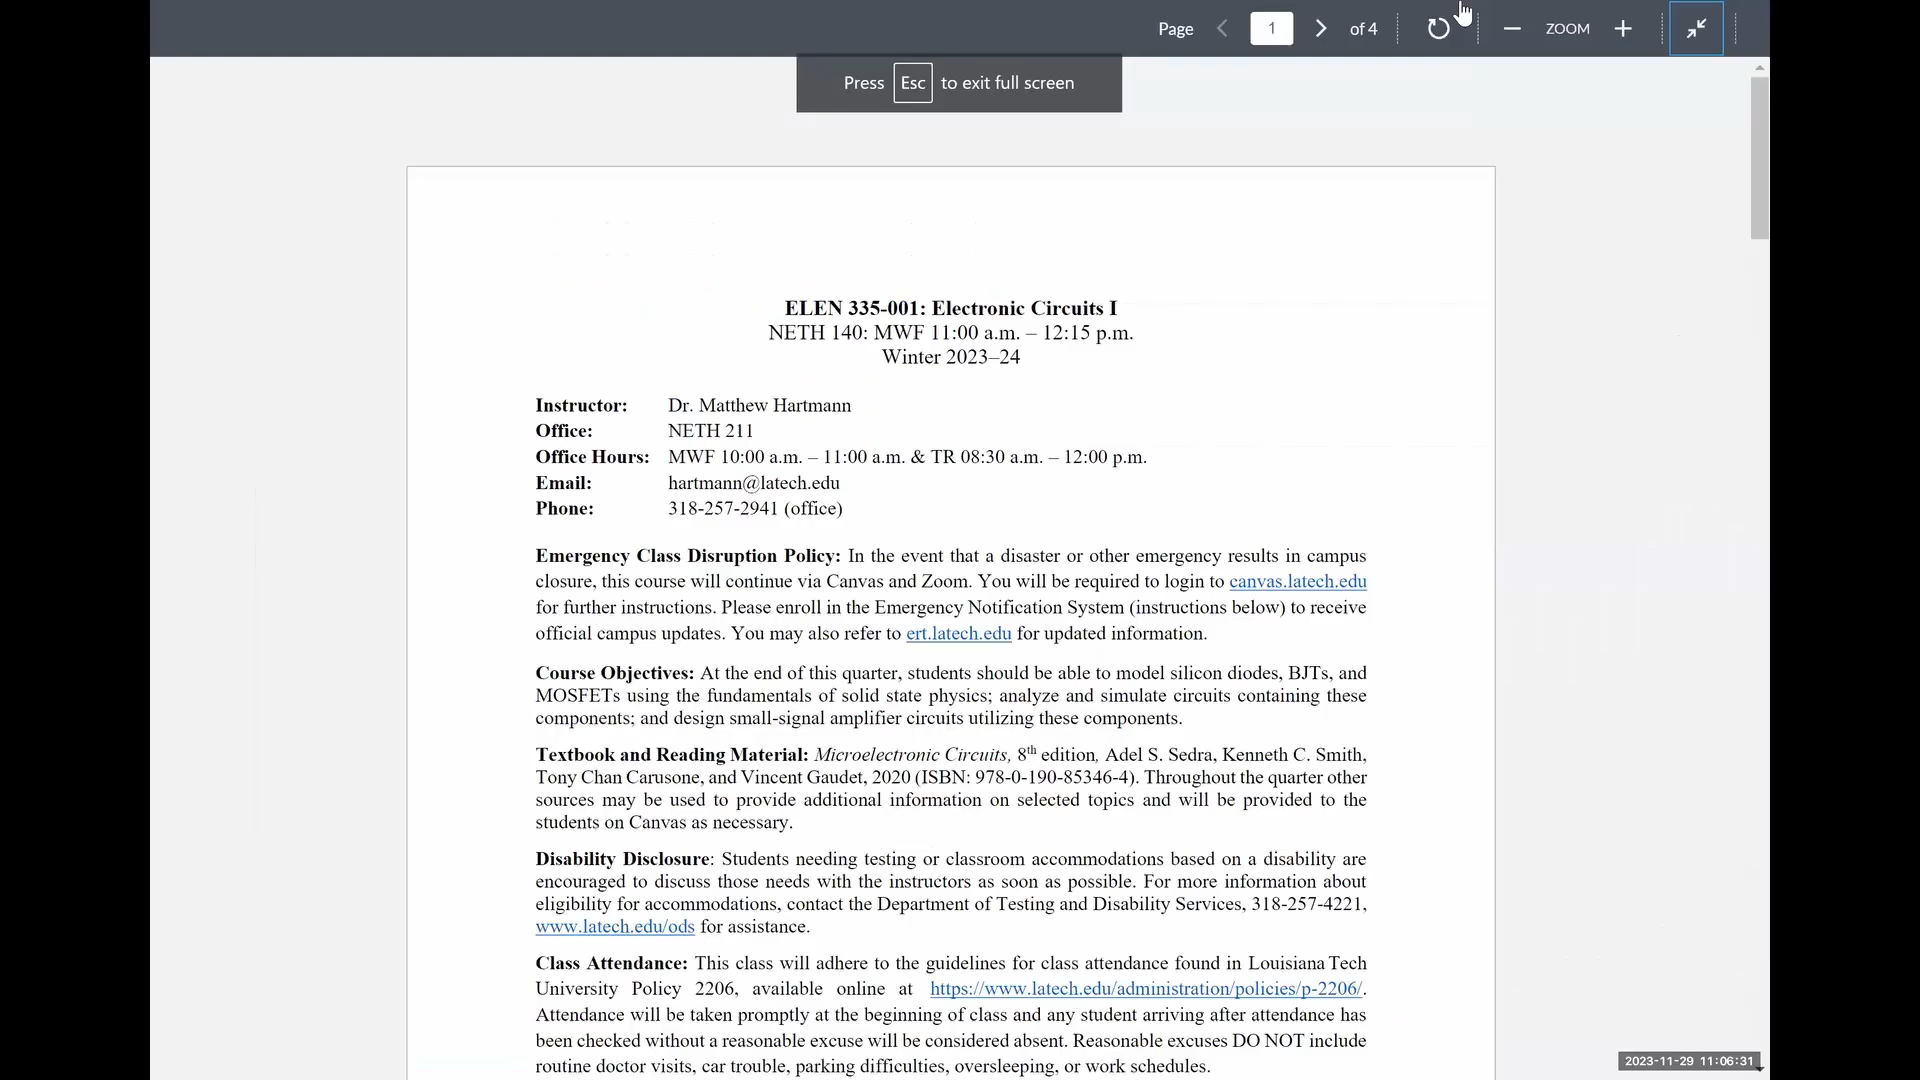 Page 1 of 4 ZOOM
Press Esc to exit full screen
ELEN 335-001: Electronic Circuits I
NETH 140: MWF 11:00 a.m. – 12:15 p.m.
Winter 2023–24
Instructor: Dr. Matthew Hartmann
Office: NETH 211
Office Hours: MWF 10:00 a.m. – 11:00 a.m. & TR 08:30 a.m. – 12:00 p.m.
Email: hartmann@latech.edu
Phone: 318-257-2941 (office)
Emergency Class Disruption Policy: In the event that a disaster or other emergency results in campus
closure, this course will continue via Canvas and Zoom. You will be required to login to canvas.latech.edu
for further instructions. Please enroll in the Emergency Notification System (instructions below) to receive
official campus updates. You may also refer to ert.latech.edu for updated information.
Course Objectives: At the end of this quarter, students should be able to model silicon diodes, BJTs, and
MOSFETs using the fundamentals of solid state physics; analyze and simulate circuits containing these
components; and design small-signal amplifier circuits utilizing these components.
Textbook and Reading Material: Microelectronic Circuits, 8th edition, Adel S. Sedra, Kenneth C. Smith,
Tony Chan Carusone, and Vincent Gaudet, 2020 (ISBN: 978-0-190-85346-4). Throughout the quarter other
sources may be used to provide additional information on selected topics and will be provided to the
students on Canvas as necessary.
Disability Disclosure: Students needing testing or classroom accommodations based on a disability are
encouraged to discuss those needs with the instructors as soon as possible. For more information about
eligibility for accommodations, contact the Department of Testing and Disability Services, 318-257-4221,
www.latech.edu/ods for assistance.
Class Attendance: This class will adhere to the guidelines for class attendance found in Louisiana Tech
University Policy 2206, available online at https://www.latech.edu/administration/policies/p-2206/.
Attendance will be taken promptly at the beginning of class and any student arriving after attendance has
been checked without a reasonable excuse will be considered absent. Reasonable excuses DO NOT include
routine doctor visits, car trouble, parking difficulties, oversleeping, or work schedules.
2023-11-29 11:06:31